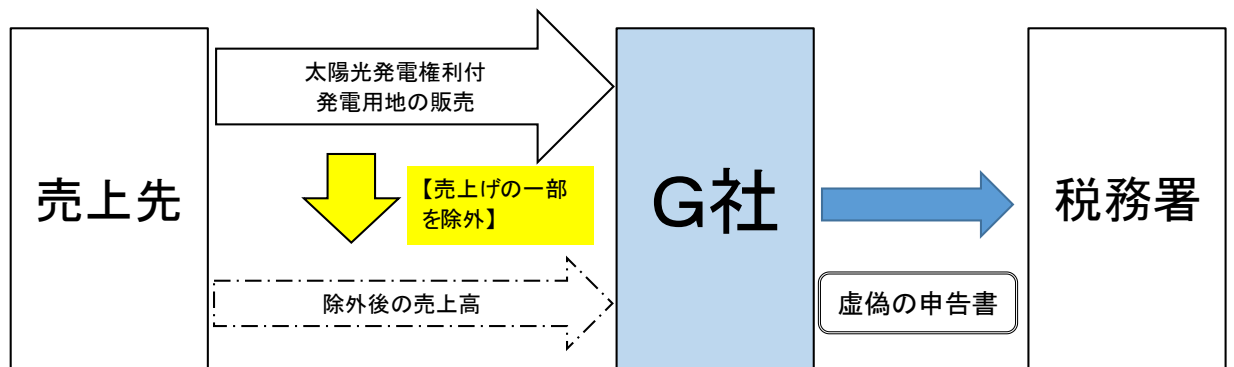 売上先
太陽光発電権利付
発電用地の販売
【売上げの一部
を除外】
除外後の売上高
G社
虚偽の申告書
税務署